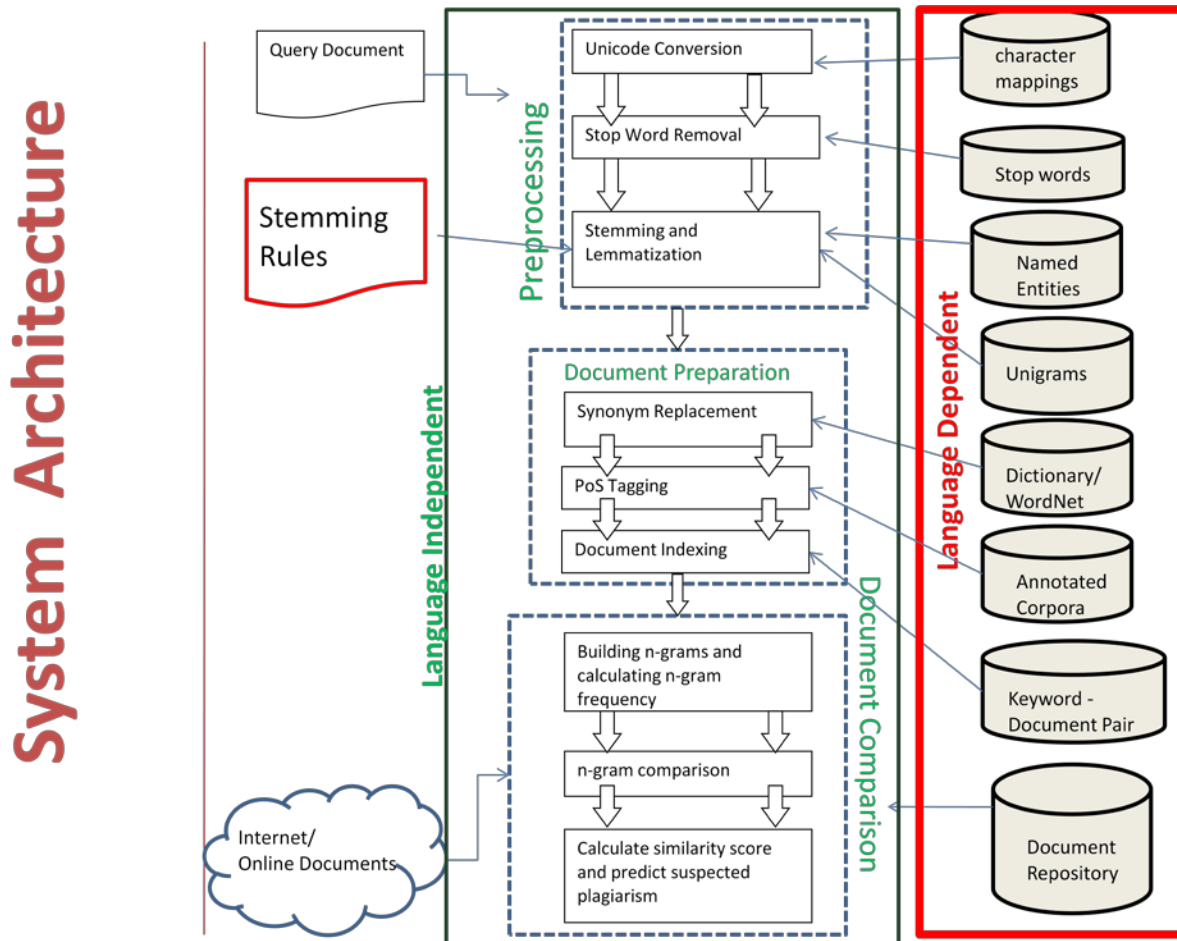 System Architecture
Query Document
Stemming
Rules
Internet/
Online Documents
Language Independent
Preprocessing
Unicode Conversion
Stop Word Removal
Stemming and
Lemmatization
Document Preparation
Synonym Replacement
PoS Tagging
Document Indexing
Document Comparison
Building n-grams and
calculating n-gram
frequency
n-gram comparison
Calculate similarity score
and predict suspected
plagiarism
Language Dependent
character
mappings
Stop words
Named
Entities
Unigrams
Dictionary/
WordNet
Annotated
Corpora
Keyword -
Document Pair
Document
Repository